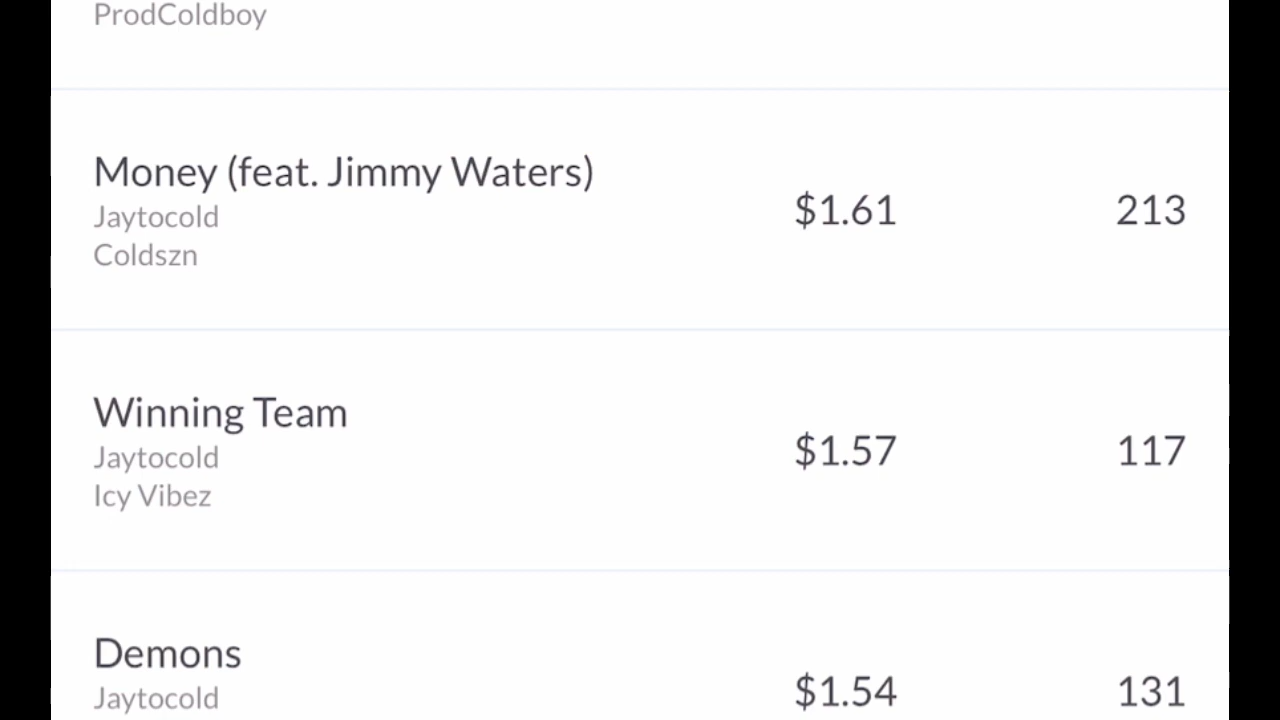 ProdColdboy
Money (feat. Jimmy Waters)
Jaytocold
Coldszn
$1.61
213
Winning Team
Jaytocold
Icy Vibez
$1.57
117
Demons
Jaytocold
$1.54
131